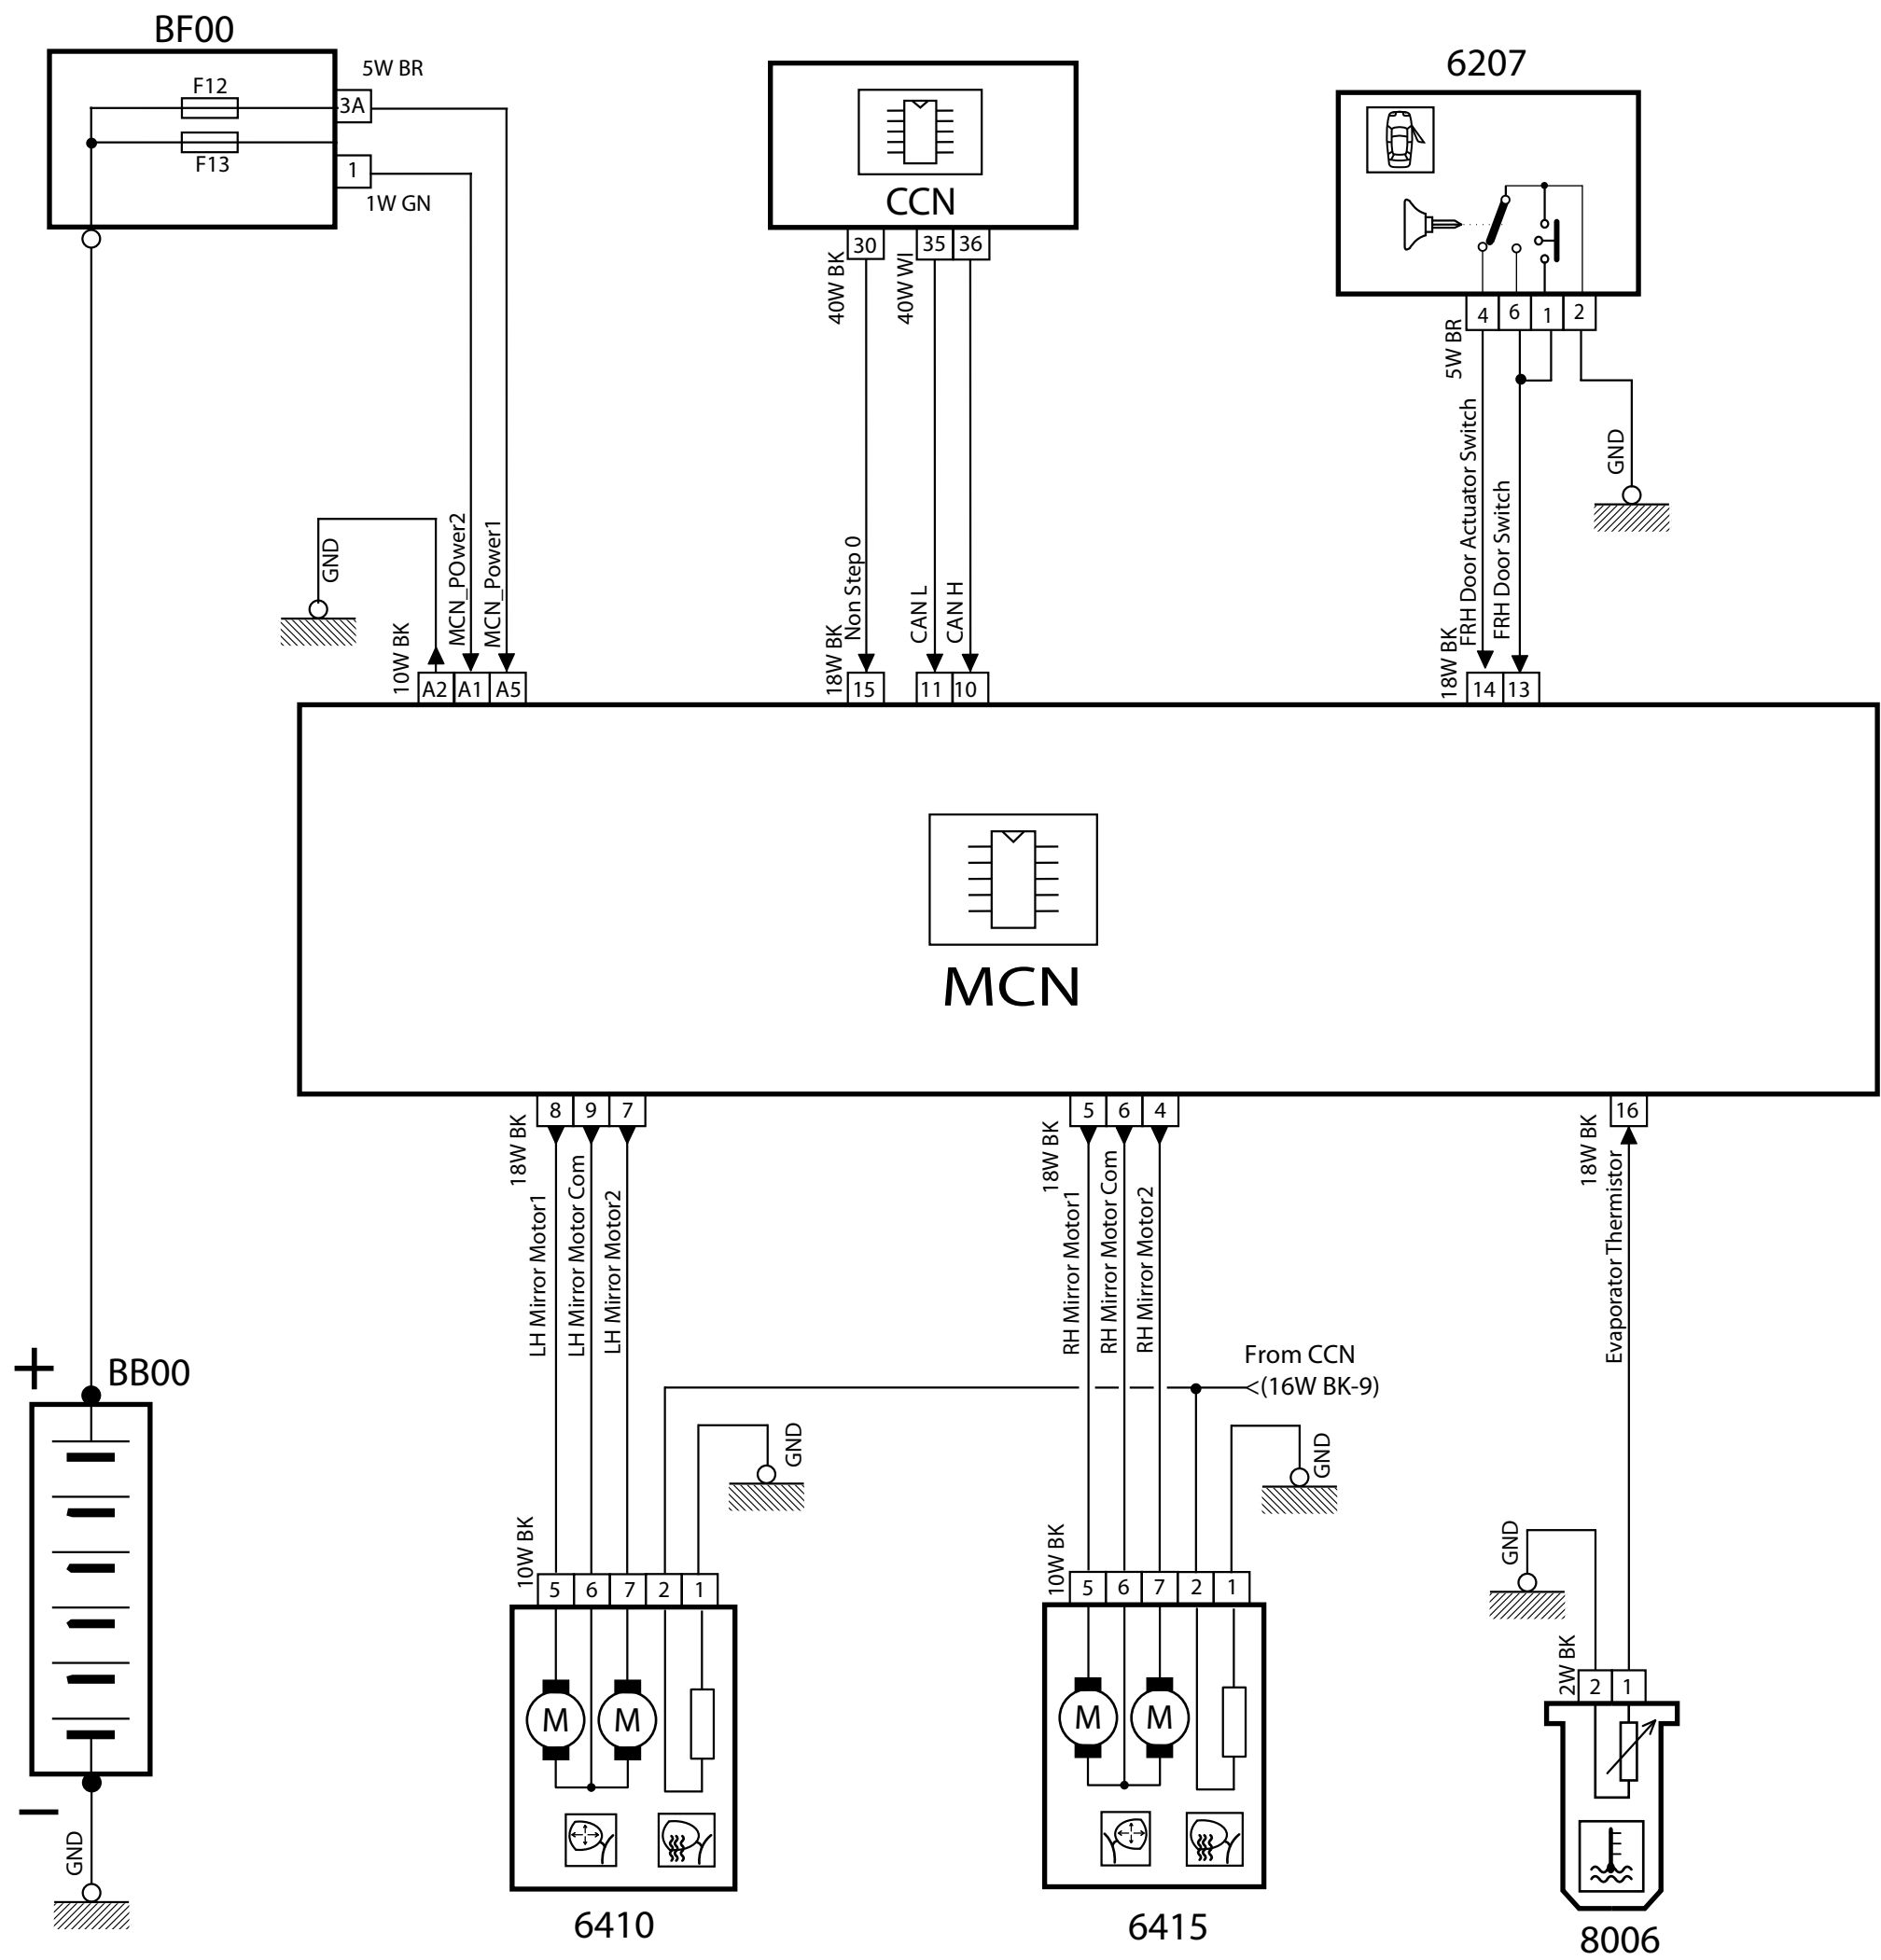 BF00
5W BR
F12
3A
F13
1
1W GN
CCN
30
35
36
40W BK
40W WI
6207
4
6
1
2
5W BR
FRH Door Actuator Switch
FRH Door Switch
GND
GND
MCN_POwer2
MCN_Power1
10W BK
A2
A1
A5
Non Step 0
CAN L
CAN H
18W BK
15
11
10
18W BK
14
13
MCN
8
9
7
18W BK
LH Mirror Motor1
LH Mirror Motor Com
LH Mirror Motor2
5
6
4
18W BK
RH Mirror Motor1
RH Mirror Motor Com
RH Mirror Motor2
16
18W BK
Evaporator Thermistor
From CCN
<(16W BK-9)
+
BB00
–
GND
GND
10W BK
5
6
7
2
1
M
M
6410
GND
10W BK
5
6
7
2
1
M
M
6415
GND
2W BK
2
1
8006